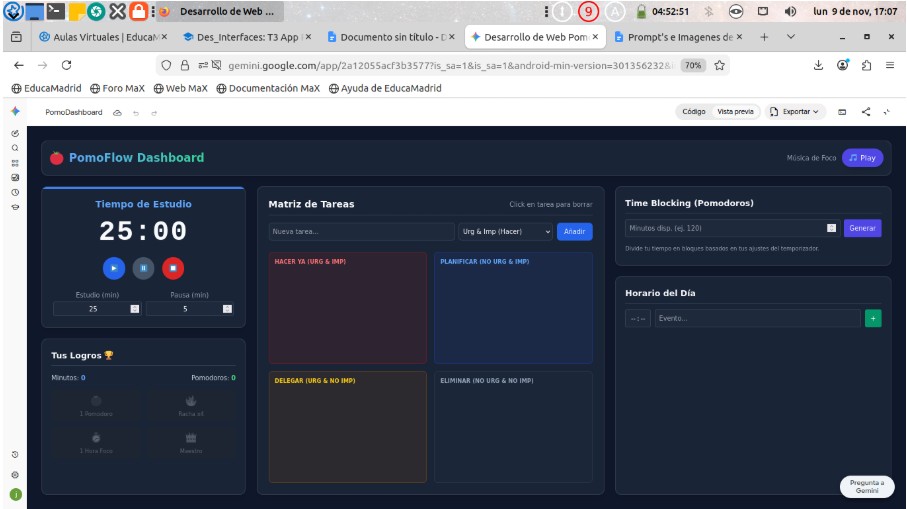 Desarrollo de Web ...
1
9
A
04:52:51
lun 9 de nov, 17:07
Aulas Virtuales | EducaM
Des_Interfaces: T3 App
Documento sin título - D
Desarrollo de Web Pom
Prompt's e Imagenes de
gemini.google.com/app/2a12055acf3b3577?is_sa=1&is_sa=1&android-min-version=301356232&
70%
EducaMadrid
Foro MaX
Web MaX
Documentación MaX
Ayuda de EducaMadrid
PomoDashboard
Código
Vista previa
Exportar
PomoFlow Dashboard
Música de Foco
Play
Tiempo de Estudio
25:00
Estudio (min)
Pausa (min)
25
5
Tus Logros
Minutos: 0
Pomodoros: 0
1 Pomodoro
Racha x4
1 Hora Foco
Maestro
Matriz de Tareas
Click en tarea para borrar
Nueva tarea...
Urg & Imp (Hacer)
Añadir
HACER YA (URG & IMP)
PLANIFICAR (NO URG & IMP)
DELEGAR (URG & NO IMP)
ELIMINAR (NO URG & NO IMP)
Time Blocking (Pomodoros)
Minutos disp. (ej. 120)
Generar
Divide tu tiempo en bloques basados en tus ajustes del temporizador.
Horario del Día
--:--
Evento...
+
Pregunta a
Gemini